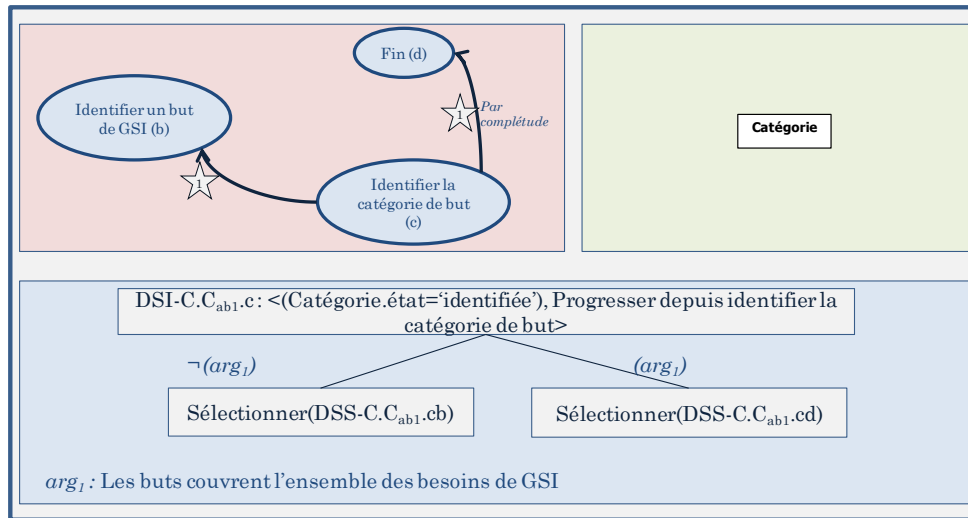 Fin (d)
Identifier un but
de GSI (b)
1
Par
complétude
1
Identifier la
catégorie de but
(c)
Catégorie
DSI-C.Cab1.c : <(Catégorie.état=‘identifiée’), Progresser depuis identifier la
catégorie de but>
¬(arg1)
(arg1)
Sélectionner(DSS-C.Cab1.cb)
Sélectionner(DSS-C.Cab1.cd)
arg1 : Les buts couvrent l’ensemble des besoins de GSI